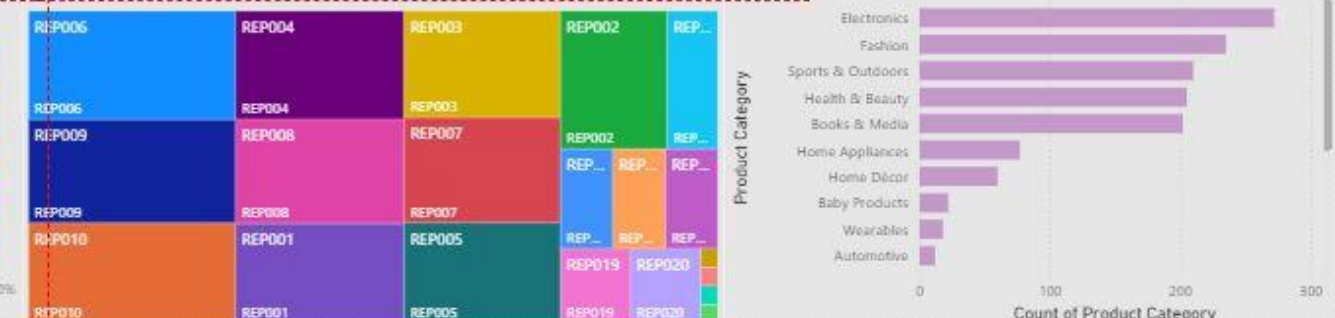 REP006
REP004
REP003
REP002
REP...
REP006
REP004
REP003
REP002
REP...
REP009
REP008
REP007
REP...
REP...
REP...
REP009
REP008
REP007
REP...
REP...
REP...
REP010
REP001
REP005
REP019
REP020
REP010
REP001
REP005
REP019
REP020
0%
Product Category
Electronics
Fashion
Sports & Outdoors
Health & Beauty
Books & Media
Home Appliances
Home Décor
Baby Products
Wearables
Automotive
0 100 200 300
Count of Product Category